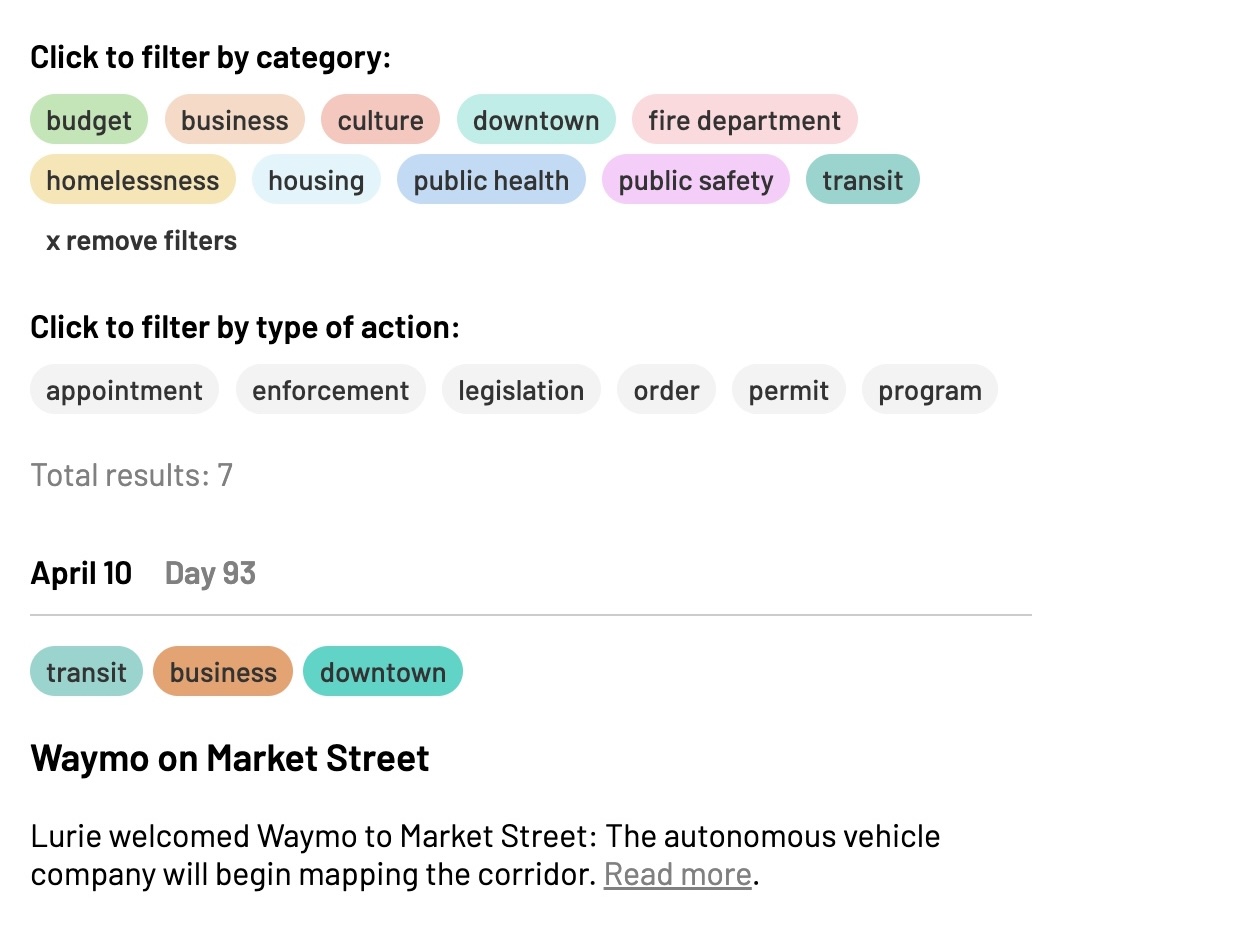 Click to filter by category:
budget business culture downtown fire department
homelessness housing public health public safety transit
x remove filters
Click to filter by type of action:
appointment enforcement legislation order permit program
Total results: 7
April 10 Day 93
transit business downtown
Waymo on Market Street
Lurie welcomed Waymo to Market Street: The autonomous vehicle
company will begin mapping the corridor. Read more.